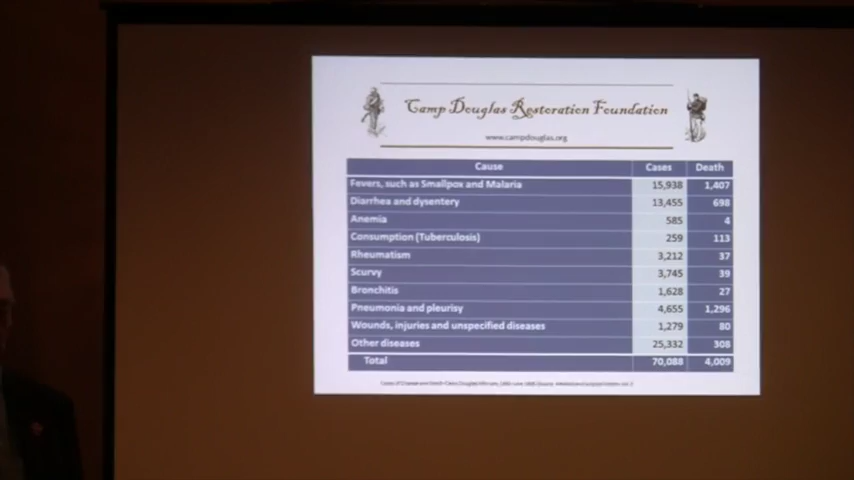 Camp Douglas Restoration Foundation
www.campdouglas.org
Cause Cases Death
Fevers, such as Smallpox and Malaria 15,938 1,407
Diarrhea and dysentery 13,455 698
Anemia 585 4
Consumption (Tuberculosis) 259 113
Rheumatism 3,212 37
Scurvy 3,745 39
Bronchitis 1,628 27
Pneumonia and pleurisy 4,655 1,296
Wounds, injuries and unspecified diseases 1,279 80
Other diseases 25,332 308
Total 70,088 4,009